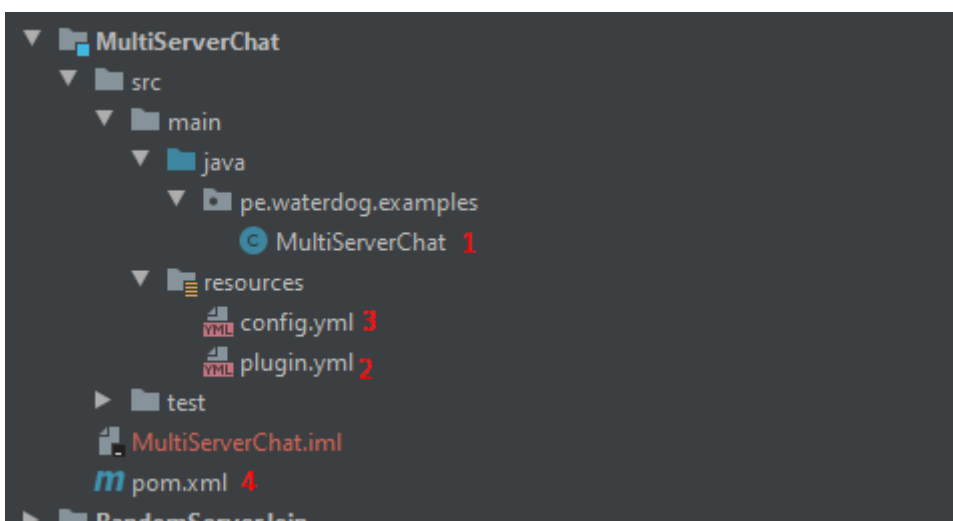 MultiServerChat
src
main
java
pe.waterdog.examples
MultiServerChat 1
resources
config.yml 3
plugin.yml 2
test
MultiServerChat.iml
pom.xml 4
RandomServerJoin